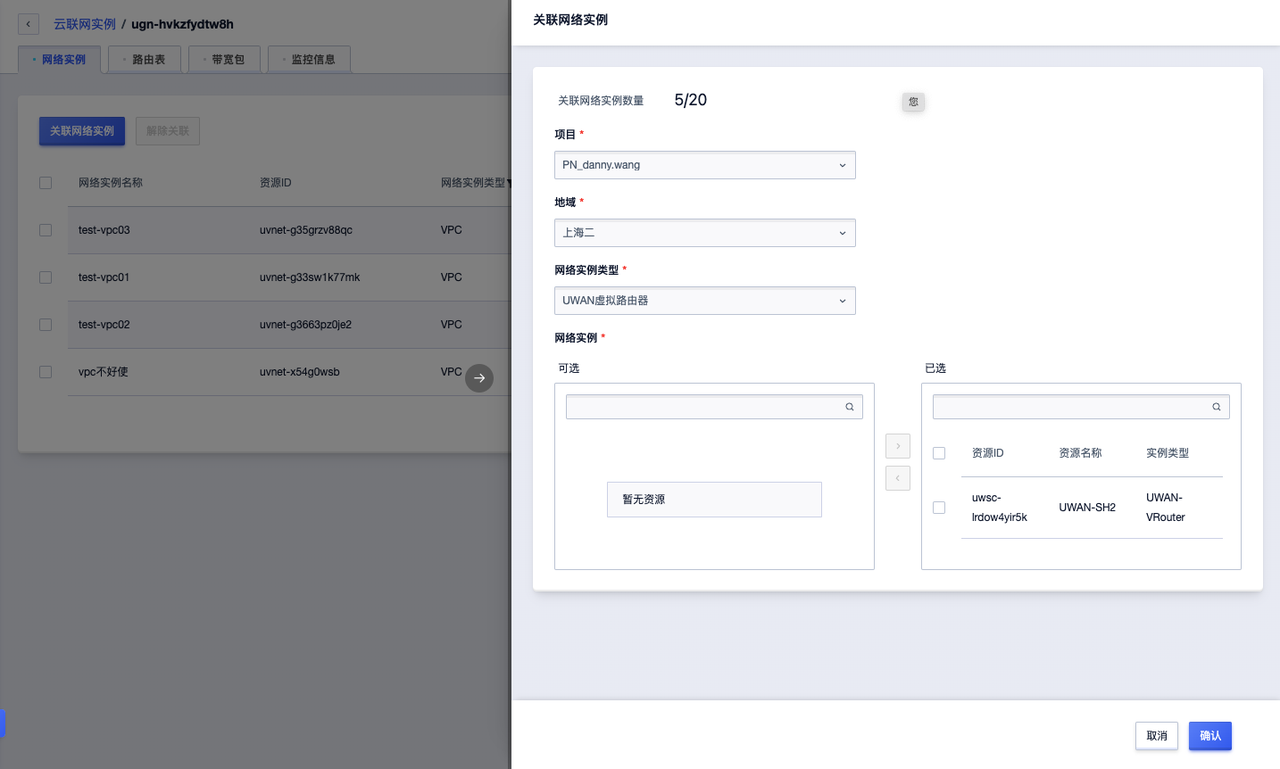 云联网实例 / ugn-hvkzfydtw8h
网络实例
路由表
带宽包
监控信息
关联网络实例
解除关联
网络实例名称 资源ID 网络实例类型
test-vpc03 uvnet-g35grzv88qc VPC
test-vpc01 uvnet-g33sw1k77mk VPC
test-vpc02 uvnet-g3663pz0je2 VPC
vpc不好使 uvnet-x54g0wsb VPC
关联网络实例
关联网络实例数量 5/20
您
项目 *
PN_danny.wang
地域 *
上海二
网络实例类型 *
UWAN虚拟路由器
网络实例 *
可选
暂无资源
已选
资源ID 资源名称 实例类型
uwsc-
lrdow4yir5k
UWAN-SH2
UWAN-
VRouter
取消
确认